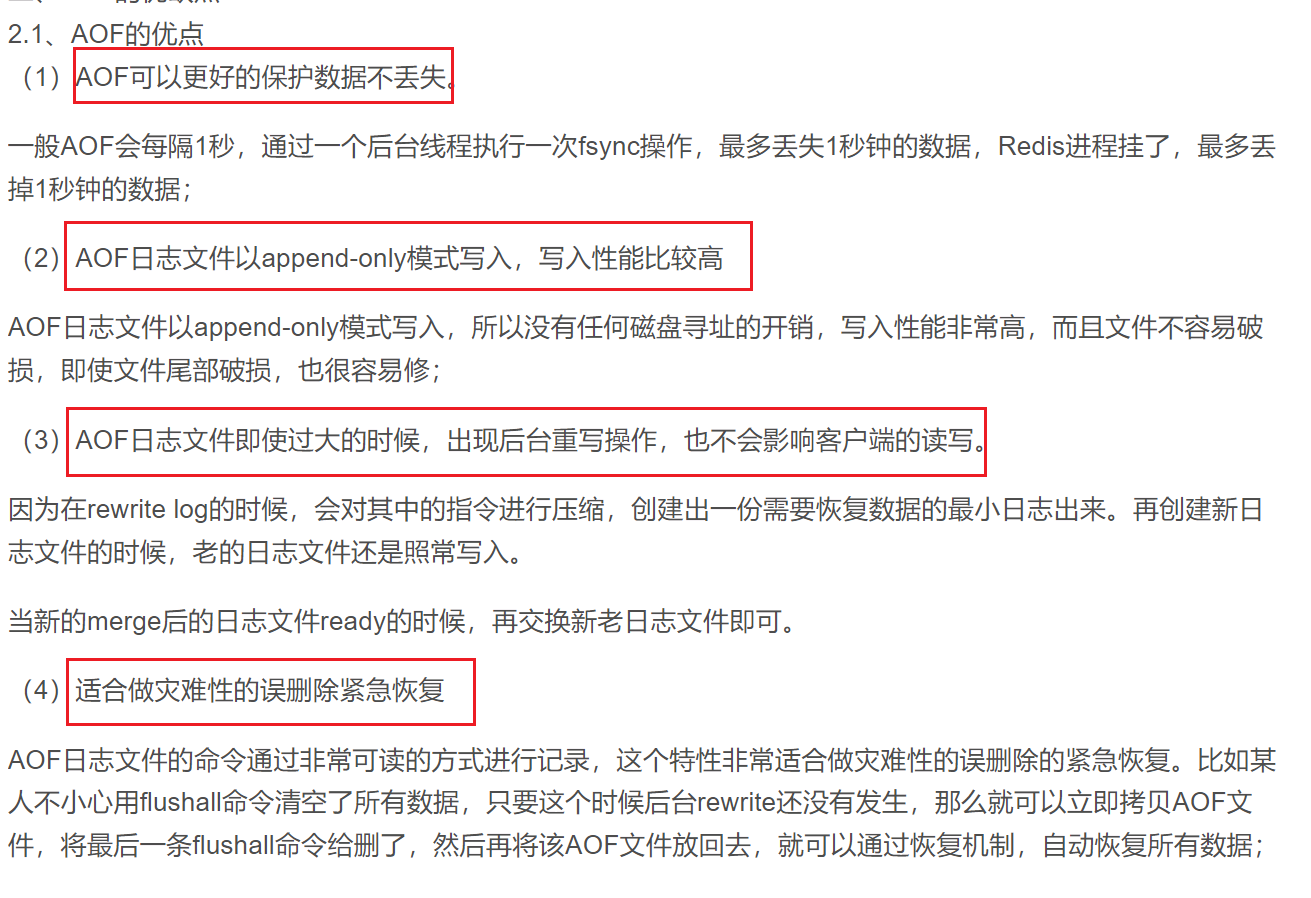 2.1、AOF的优点
（1）AOF可以更好的保护数据不丢失。
一般AOF会每隔1秒，通过一个后台线程执行一次fsync操作，最多丢失1秒钟的数据，Redis进程挂了，最多丢
掉1秒钟的数据；
（2）AOF日志文件以append-only模式写入，写入性能比较高
AOF日志文件以append-only模式写入，所以没有任何磁盘寻址的开销，写入性能非常高，而且文件不容易破
损，即使文件尾部破损，也很容易修；
（3）AOF日志文件即使过大的时候，出现后台重写操作，也不会影响客户端的读写。
因为在rewrite log的时候，会对其中的指令进行压缩，创建出一份需要恢复数据的最小日志出来。再创建新日
志文件的时候，老的日志文件还是照常写入。
当新的merge后的日志文件ready的时候，再交换新老日志文件即可。
（4）适合做灾难性的误删除紧急恢复
AOF日志文件的命令通过非常可读的方式进行记录，这个特性非常适合做灾难性的误删除的紧急恢复。比如某
人不小心用flushall命令清空了所有数据，只要这个时候后台rewrite还没有发生，那么就可以立即拷贝AOF文
件，将最后一条flushall命令给删了，然后再将该AOF文件放回去，就可以通过恢复机制，自动恢复所有数据；